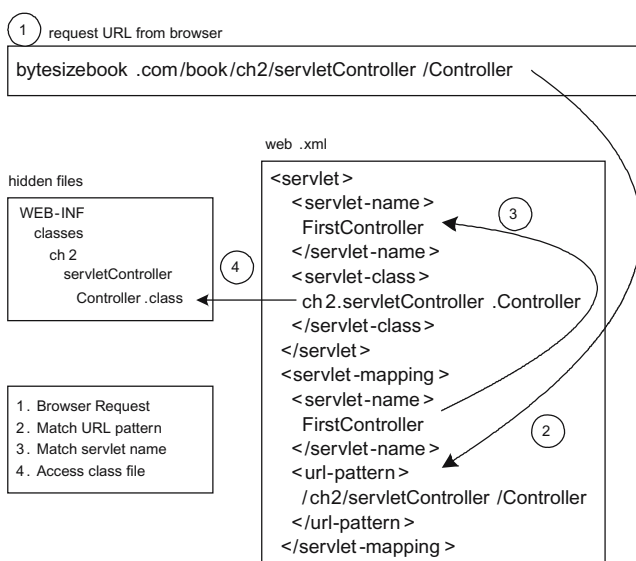 1 request URL from browser
bytesizebook .com/book/ch2/servletController /Controller
web .xml
hidden files
WEB-INF
classes
ch 2
servletController
Controller .class
4
<servlet>
<servlet-name>
FirstController
3
</servlet-name>
<servlet-class>
ch2.servletController .Controller
</servlet-class>
</servlet>
<servlet-mapping >
<servlet-name>
FirstController
2
</servlet-name>
<url-pattern>
/ch2/servletController /Controller
</url-pattern>
</servlet-mapping >
1. Browser Request
2. Match URL pattern
3. Match servlet name
4. Access class file